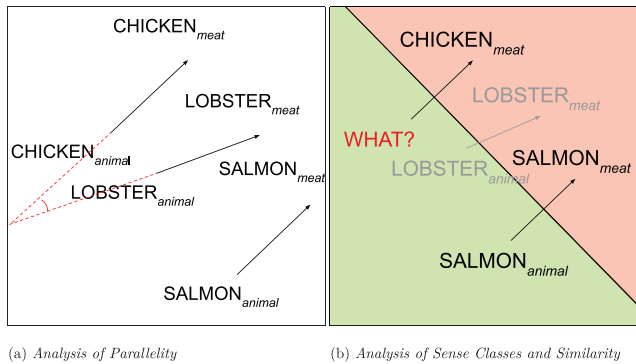 CHICKENmeat
LOBSTERmeat
CHICKENanimal
SALMONmeat
LOBSTERanimal
SALMONanimal
(a) Analysis of Parallelity
CHICKENmeat
LOBSTERmeat
WHAT?
SALMONmeat
LOBSTERanimal
SALMONanimal
(b) Analysis of Sense Classes and Similarity